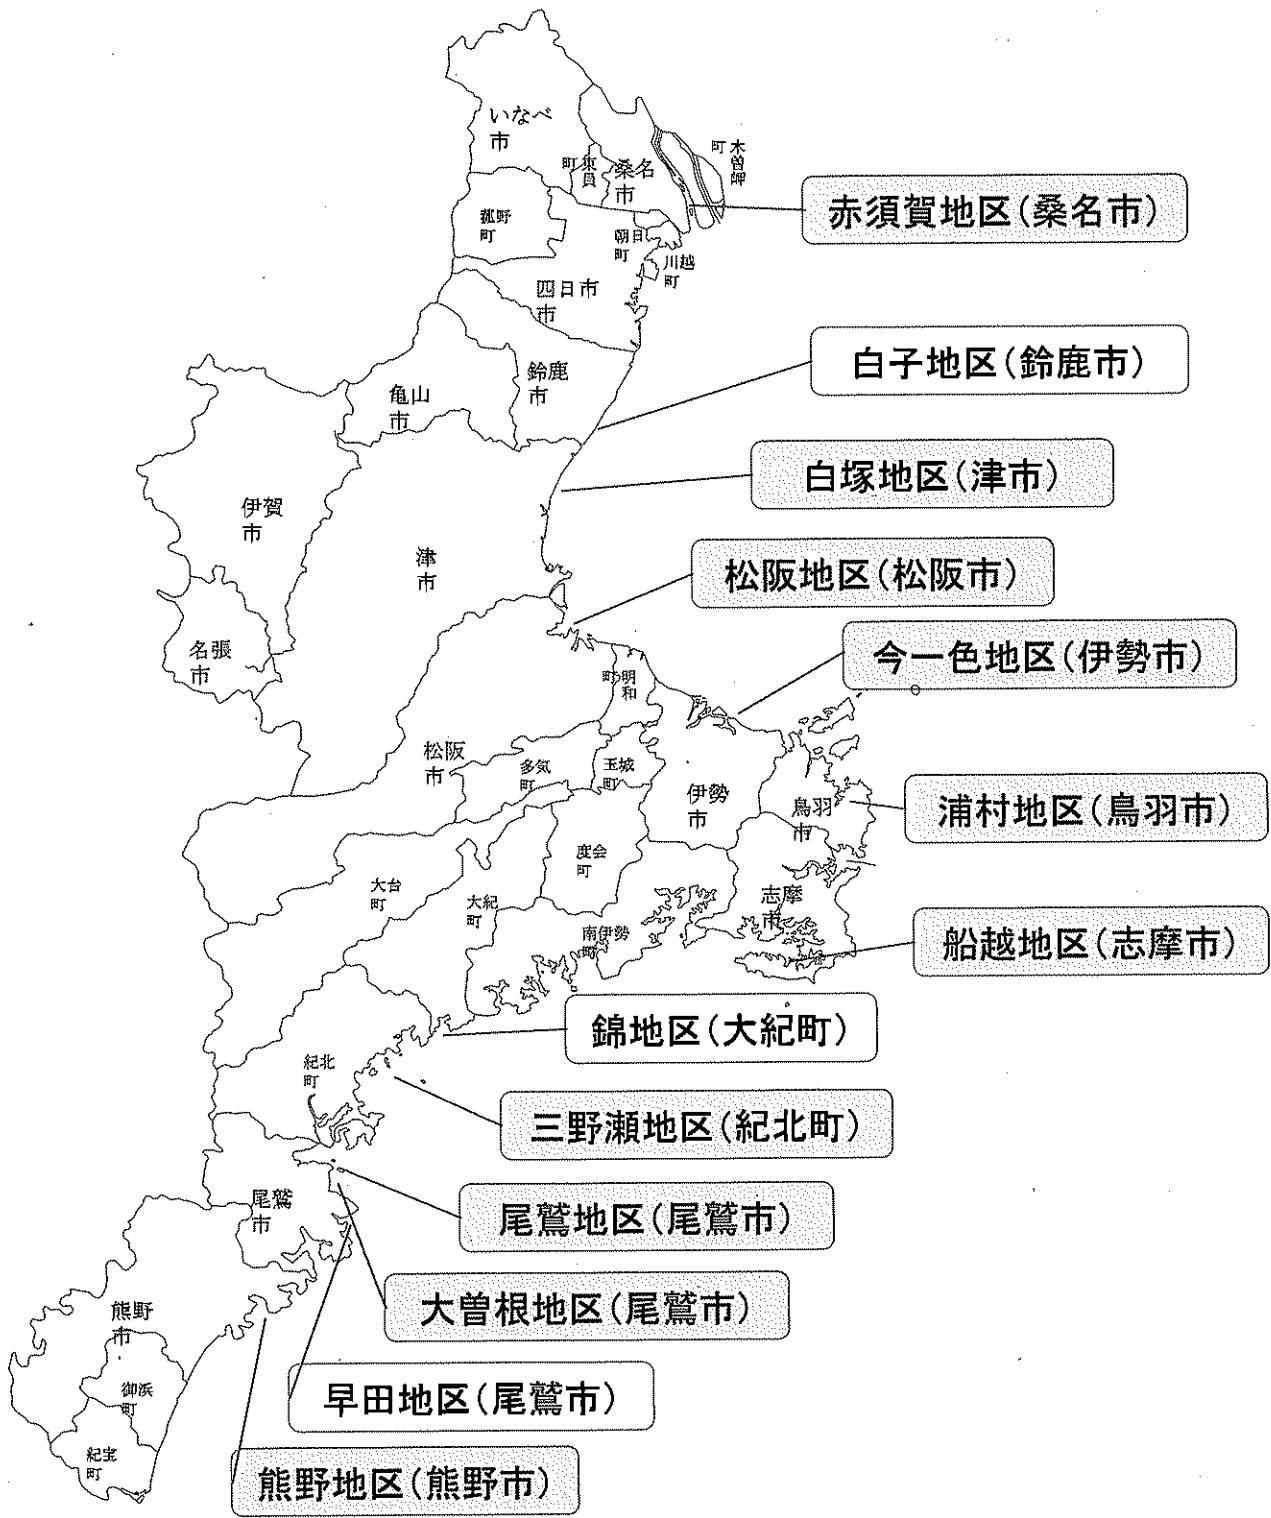 いなべ
市
木曽岬
町
東員
町
桑名
市
赤須賀地区(桑名市)
菰野
町
朝日
町
川越
町
四日市
市
白子地区(鈴鹿市)
鈴鹿
市
亀山
市
白塚地区(津市)
伊賀
市
津
市
松阪地区(松阪市)
今一色地区(伊勢市)
名張
市
明和
町
松阪
市
多気
町
玉城
町
伊勢
市
鳥羽
市
浦村地区(鳥羽市)
度会
町
大台
町
大紀
町
志摩
市
南伊勢
町
船越地区(志摩市)
錦地区(大紀町)
紀北
町
三野瀬地区(紀北町)
尾鷲
市
尾鷲地区(尾鷲市)
大曽根地区(尾鷲市)
熊野
市
早田地区(尾鷲市)
御浜
町
紀宝
町
熊野地区(熊野市)